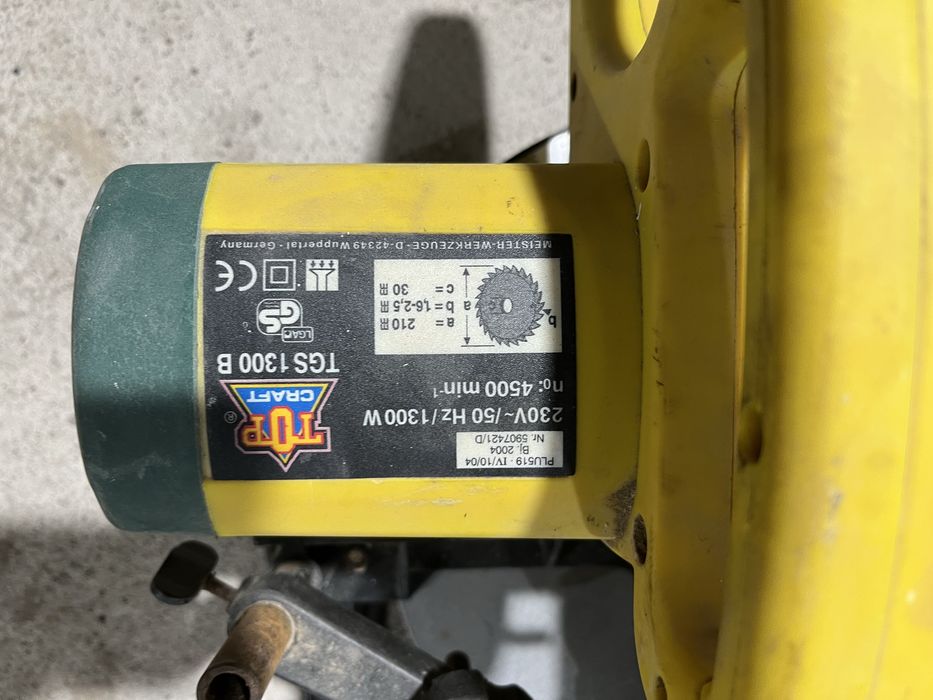 PLU519 · IV/10/04
Bj. 2004
Nr. 5907421/D
230V~/50 Hz / 1300 W
n₀: 4500 min⁻¹
TOP
CRAFT
®
TGS 1300 B
LGA
GS
b
a
c
a = 210 mm
b = 1,6-2,5 mm
c = 30 mm
CE
MEISTER-WERKZEUGE - D-42349 Wuppertal - Germany